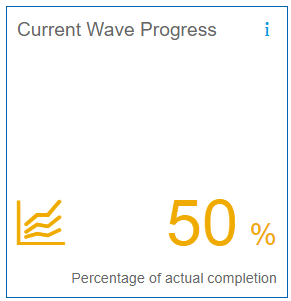 Current Wave Progress i
50 %
Percentage of actual completion